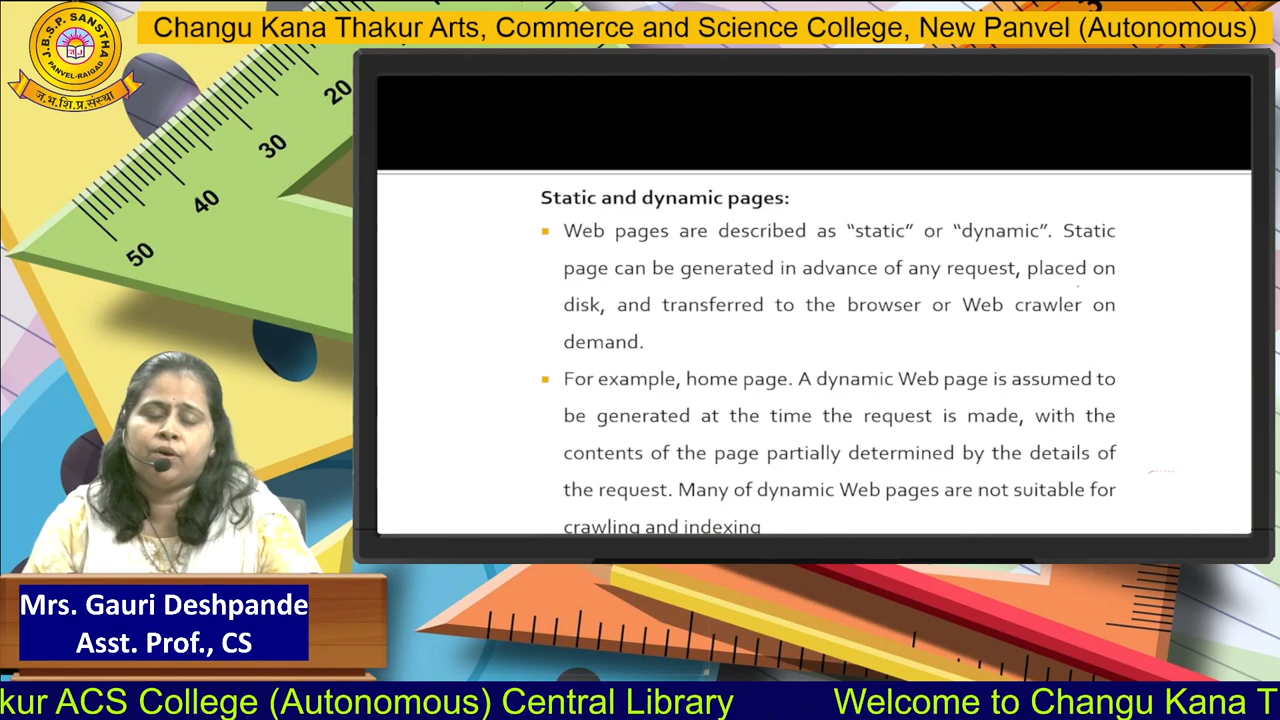 Changu Kana Thakur Arts, Commerce and Science College, New Panvel (Autonomous)
J.B.S.P. SANSTHA
PANVEL-RAIGAD
ज.भ.शि.प्र.संस्था
20
30
40
50
Static and dynamic pages:
Web pages are described as “static” or “dynamic”. Static
page can be generated in advance of any request, placed on
disk, and transferred to the browser or Web crawler on
demand.
For example, home page. A dynamic Web page is assumed to
be generated at the time the request is made, with the
contents of the page partially determined by the details of
the request. Many of dynamic Web pages are not suitable for
crawling and indexing
Mrs. Gauri Deshpande
Asst. Prof., CS
kur ACS College (Autonomous) Central Library Welcome to Changu Kana T